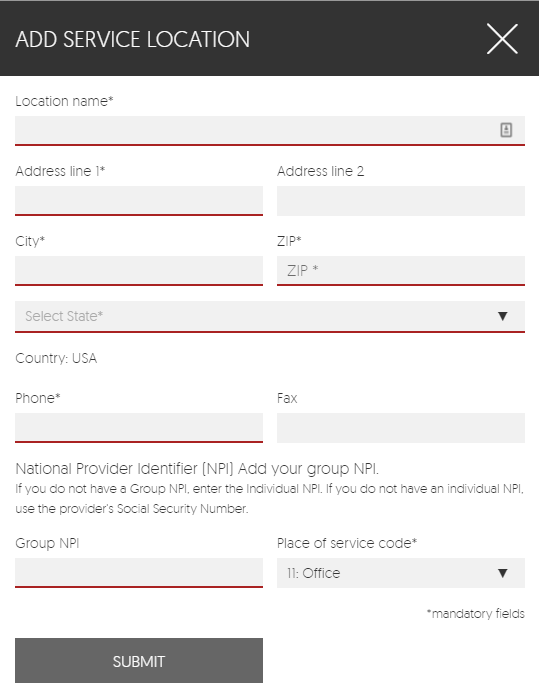 ADD SERVICE LOCATION
Location name*
Address line 1*
Address line 2
City*
ZIP*
ZIP *
Select State*
Country: USA
Phone*
Fax
National Provider Identifier (NPI) Add your group NPI.
If you do not have a Group NPI, enter the Individual NPI. If you do not have an individual NPI,
use the provider's Social Security Number.
Group NPI
Place of service code*
11: Office
*mandatory fields
SUBMIT